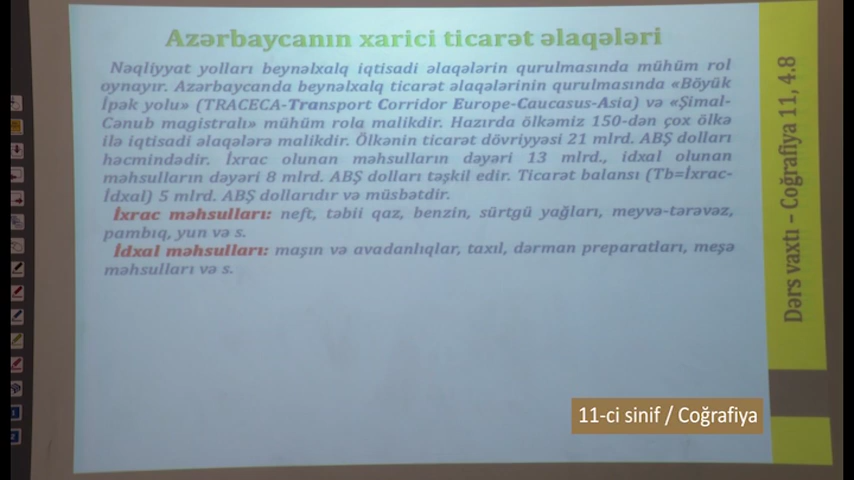 Azərbaycanın xarici ticarət əlaqələri
Nəqliyyat yolları beynəlxalq iqtisadi əlaqələrin qurulmasında mühüm rol
oynayır. Azərbaycanda beynəlxalq ticarət əlaqələrinin qurulmasında «Böyük
İpək yolu» (TRACECA-Transport Corridor Europe-Caucasus-Asia) və «Şimal-
Cənub magistralı» mühüm rola malikdir. Hazırda ölkəmiz 150-dən çox ölkə
ilə iqtisadi əlaqələrə malikdir. Ölkənin ticarət dövriyyəsi 21 mlrd. ABŞ dolları
həcmindədir. İxrac olunan məhsulların dəyəri 13 mlrd., idxal olunan
məhsulların dəyəri 8 mlrd. ABŞ dolları təşkil edir. Ticarət balansı (Tb=İxrac-
İdxal) 5 mlrd. ABŞ dollarıdır və müsbətdir.
İxrac məhsulları: neft, təbii qaz, benzin, sürtgü yağları, meyvə-tərəvəz,
pambıq, yun və s.
İdxal məhsulları: maşın və avadanlıqlar, taxıl, dərman preparatları, meşə
məhsulları və s.
Dərs vaxtı – Coğrafiya 11, 4.8
11-ci sinif / Coğrafiya